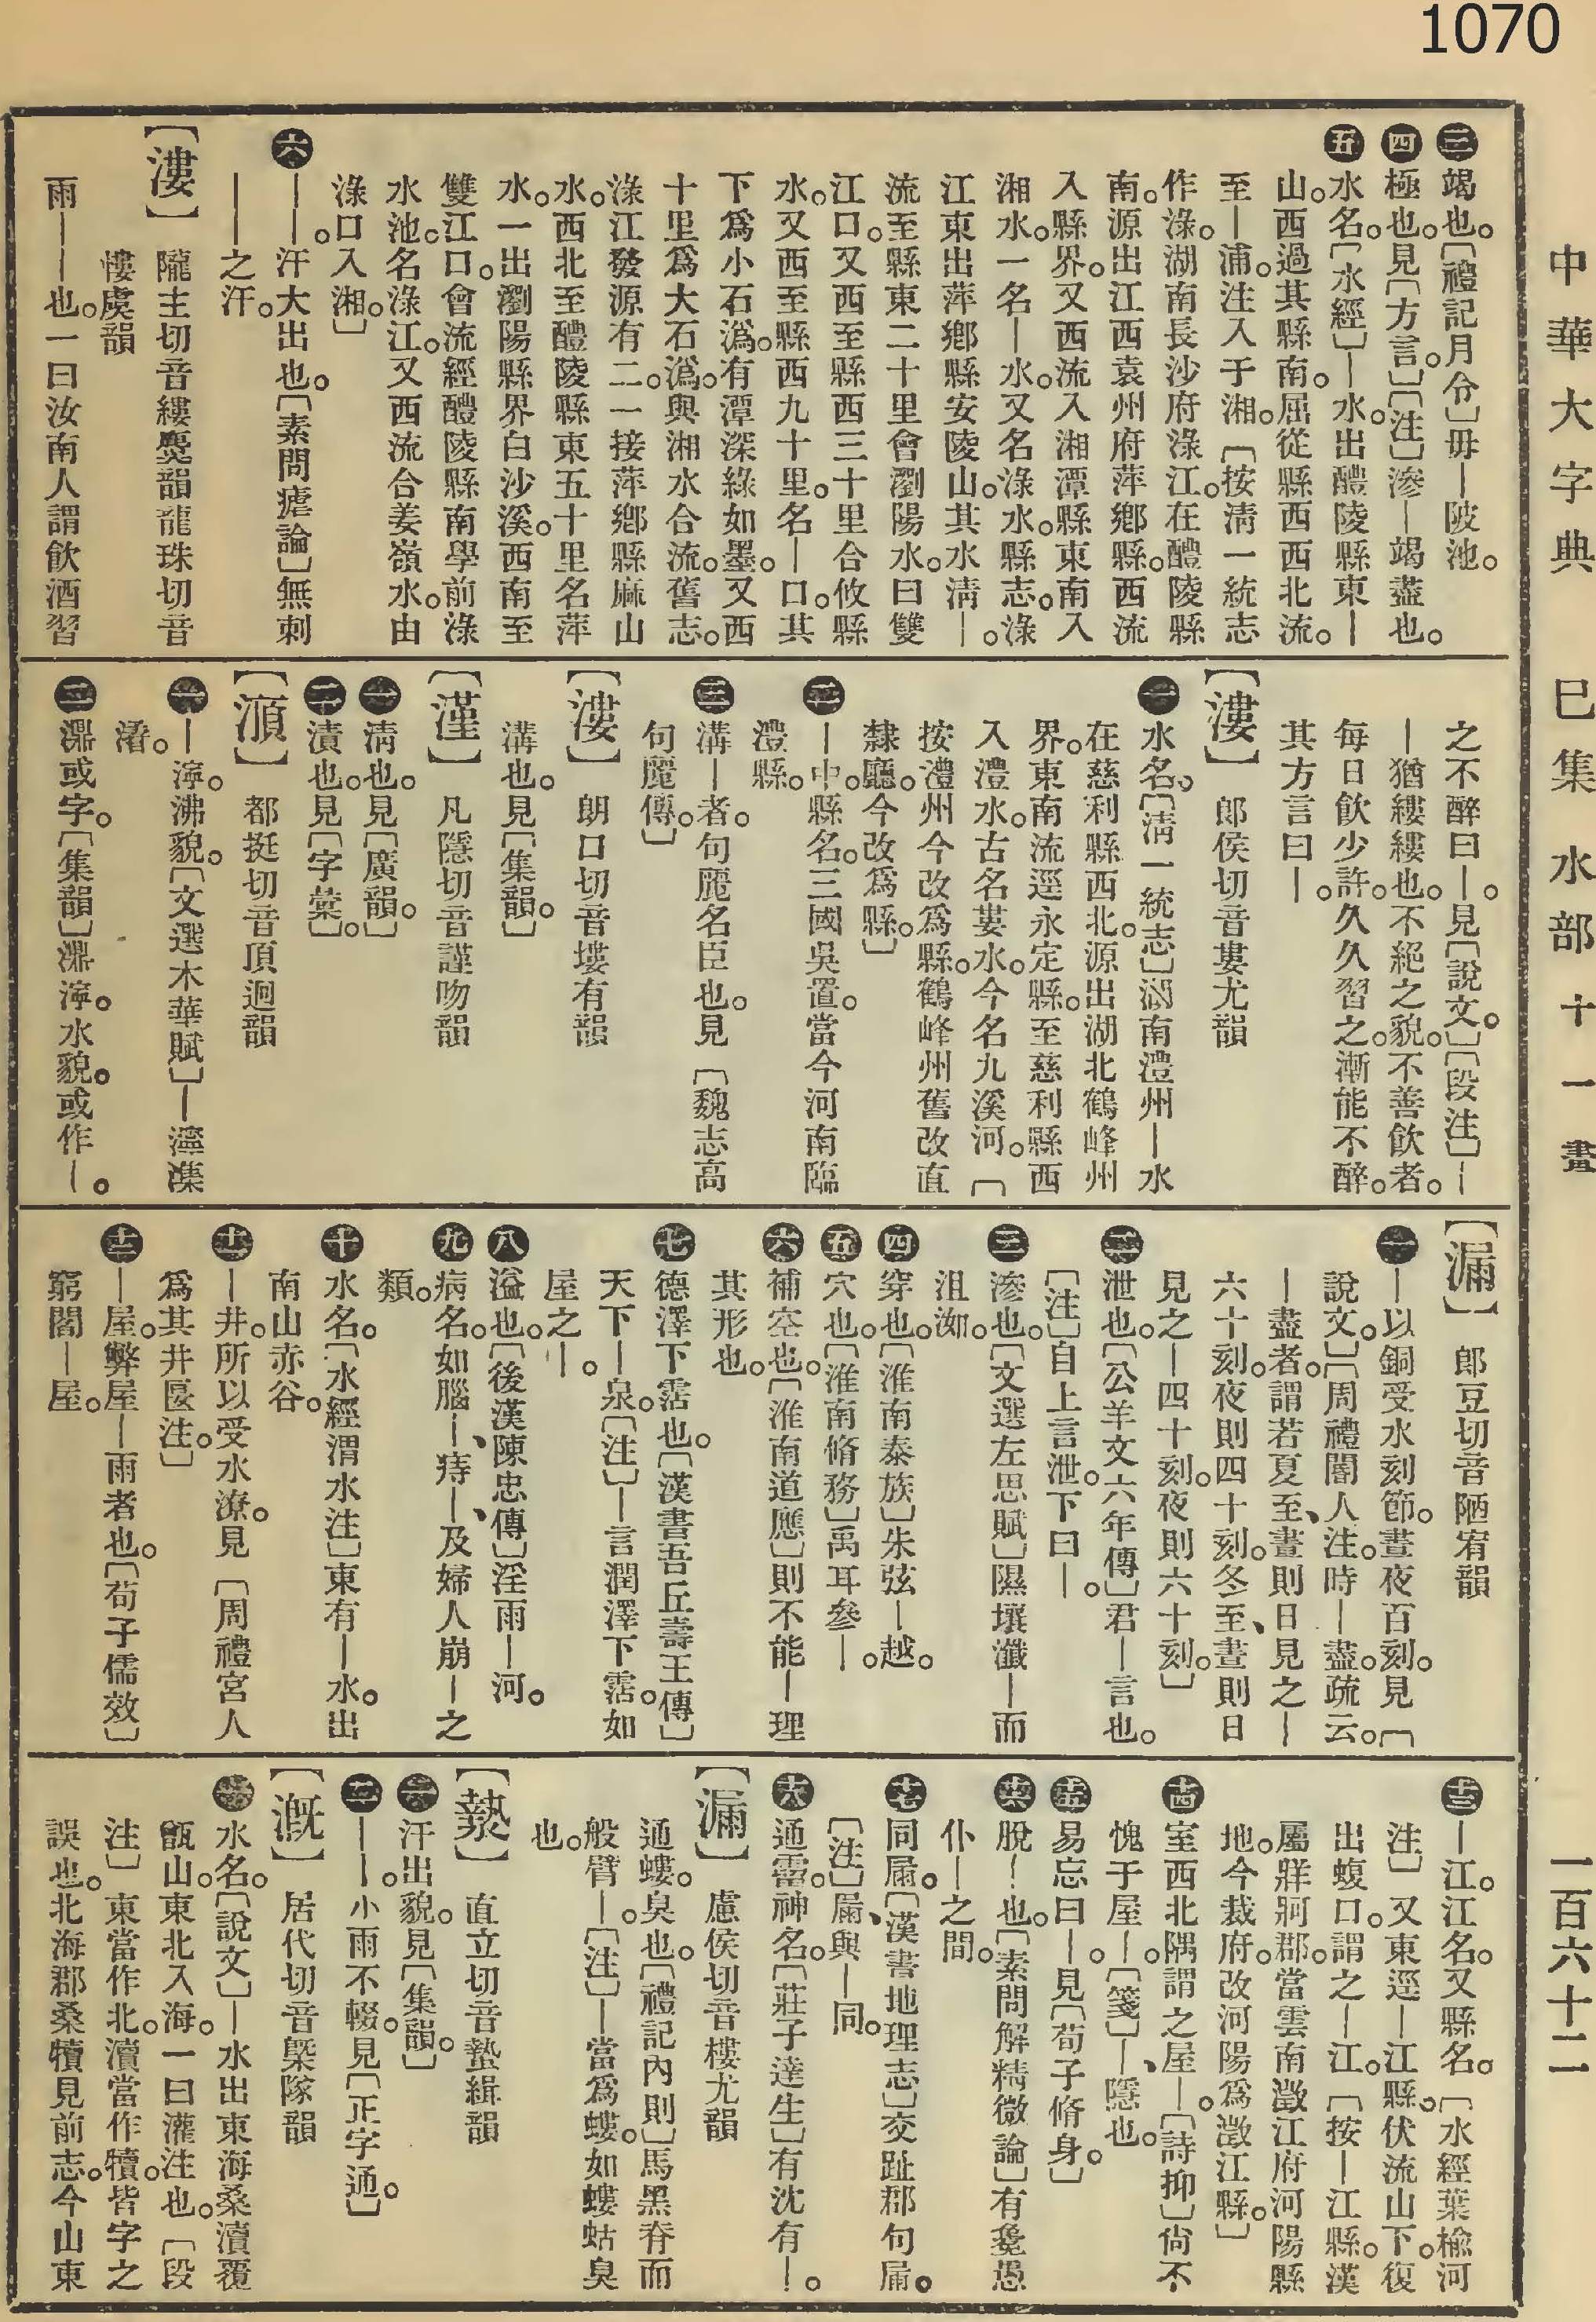 1070
中華大字典 巳集 水部 十一畫 一百六十二
㊂竭也。〔禮記月令〕毋｜陂池。
㊃極也。見〔方言〕。〔注〕滲｜竭盡也。
㊄水名。〔水經〕｜水。出醴陵縣東｜
山。西過其縣南。屈從縣西西北流。
至｜浦。注入于湘。〔按清一統志
作淥。湖南長沙府淥江。在醴陵縣
南。源出江西袁州府萍鄉縣。西流
入縣界。又西流入湘潭縣東南入
湘水。一名｜水。又名淥水。縣志。淥
江東出萍鄉縣安陵山。其水清｜。
流至縣東二十里會瀏陽水。曰雙
江口。又西至縣西三十里合攸縣
水。又西至縣西九十里。名｜口。其
下爲小石潙。有潭深綠如墨。又西
十里爲大石潙。與湘水合流。舊志。
淥江發源有二。一接萍鄉縣麻山
水。西北至醴陵縣東五十里名萍
水。一出瀏陽縣界白沙溪。西南至
雙江口。會流經醴陵縣南學前淥
水池。名淥江。又西流合姜嶺水。由
淥口入湘。〕
㊅｜｜。汗大出也。〔素問瘧論〕無刺
｜｜之汗。
〔漊〕 隴主切音縷麌韻龍珠切音
慺虞韻
雨｜｜也。一曰汝南人謂飮酒習
之不醉曰｜。見〔說文〕。〔段注〕｜
｜猶縷縷也。不絕之貌。不善飮者。
每日飮少許。久久習之。漸能不醉。
其方言曰｜。
〔漊〕 郎侯切音婁尤韻
㊀水名。〔淸一統志〕湖南澧州｜水
在慈利縣西北。源出湖北鶴峰州
界。東南流逕永定縣。至慈利縣西
入澧水。古名婁水。今名九溪河。〔
按澧州今改爲縣。鶴峰州舊改直
隸廳。今改爲縣。〕
㊁｜中。縣名。三國吳置。當今河南臨
澧縣。
㊂溝｜者。句麗名臣也。見〔魏志高
句麗傳。〕
〔漊〕 朗口切音塿有韻
溝也。見〔集韻。〕
〔漌〕 凡隱切音謹吻韻
㊀淸也。見〔廣韻。〕
㊁漬也。見〔字彙〕。
〔濎〕 都挺切音頂迥韻
㊀｜濘。沸貌。〔文選木華賦〕｜濘潗
濳。
㊁濎或字。〔集韻〕濎濘。水貌。或作｜。
〔漏〕 郎豆切音陋宥韻
㊀｜以銅受水刻節。晝夜百刻。見〔
說文。〕〔周禮閽人注。時｜盡。疏云。
｜盡者。謂若夏至、晝則日見之｜
六十刻。夜則四十刻。冬至、晝則日
見之｜四十刻。夜則六十刻。〕
㊁泄也。〔公羊文六年傳〕君｜言也。
〔注〕自上言泄。下曰｜。
㊂滲也。〔文選左思賦〕隰壤瀸｜而
沮洳。
㊃穿也。〔淮南泰族〕朱弦｜越。
㊄穴也。〔淮南脩務〕禹耳參｜。
㊅補空也。〔淮南道應〕則不能｜理
其形也。
㊆德澤下霑也。〔漢書吾丘壽王傳〕
天下｜泉。〔注〕｜言潤澤下霑。如
屋之｜。
㊇溢也。〔後漢陳忠傳〕淫雨｜河。
㊈病名。如腦｜、痔｜、及婦人崩｜之
類。
㊉水名。〔水經渭水注〕東有｜水。出
南山赤谷。
十一｜井。所以受水潦。見〔周禮宮人
爲其井匽注。〕
十二｜屋。弊屋｜雨者也。〔荀子儒效〕
窮閻｜屋。
十三｜江。江名。又縣名。〔水經葉楡河
注〕又東逕｜江縣。伏流山下。復
出蝮口。謂之｜江。〔按｜江縣。漢
屬牂牁郡。當雲南澂江府河陽縣
地。今裁府。改河陽爲澂江縣。〕
十四室西北隅謂之屋｜。〔詩抑〕尙不
愧于屋｜。〔箋〕｜、隱也。
十五易忘曰｜。見〔荀子脩身。〕
十六脫｜也。〔素問解精微論〕有毚愚
仆｜之間。
十七同屚。〔漢書地理志〕交趾郡句屚。
〔注〕屚、與｜同。
十八通靁。神名。〔莊子達生〕有沈有｜。
〔漏〕 慮侯切音樓尤韻
通螻。臭也。〔禮記內則〕馬黑脊而
般臂｜。〔注〕｜當爲螻。如螻蛄臭
也。
〔漐〕 直立切音蟄緝韻
㊀汗出貌。見〔集韻。〕
㊁｜｜。小雨不輟。見〔正字通。〕
〔漑〕 居代切音槩隊韻
㊀水名。〔說文〕｜水出東海桑瀆覆
甑山。東北入海。一曰灌注也。〔段
注〕東當作北。瀆當作犢。皆字之
誤也。北海郡桑犢見前志。今山東